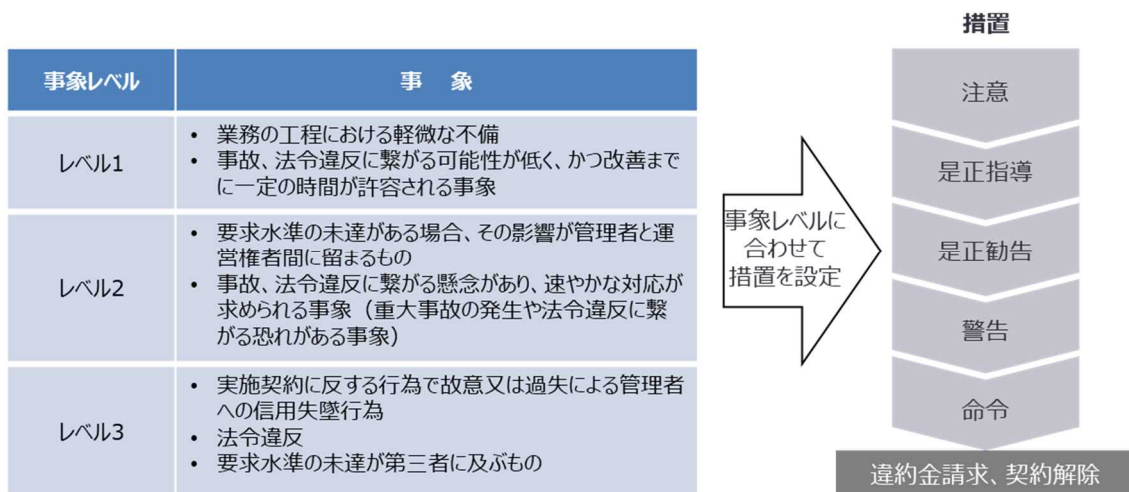 事象レベル
事 象
レベル1
• 業務の工程における軽微な不備
• 事故、法令違反に繋がる可能性が低く、かつ改善まで
に一定の時間が許容される事象
レベル2
• 要求水準の未達がある場合、その影響が管理者と運
営権者間に留まるもの
• 事故、法令違反に繋がる懸念があり、速やかな対応が
求められる事象（重大事故の発生や法令違反に繋
がる恐れがある事象）
レベル3
• 実施契約に反する行為で故意又は過失による管理者
への信用失墜行為
• 法令違反
• 要求水準の未達が第三者に及ぶもの
事象レベルに
合わせて
措置を設定
措置
注意
是正指導
是正勧告
警告
命令
違約金請求、契約解除